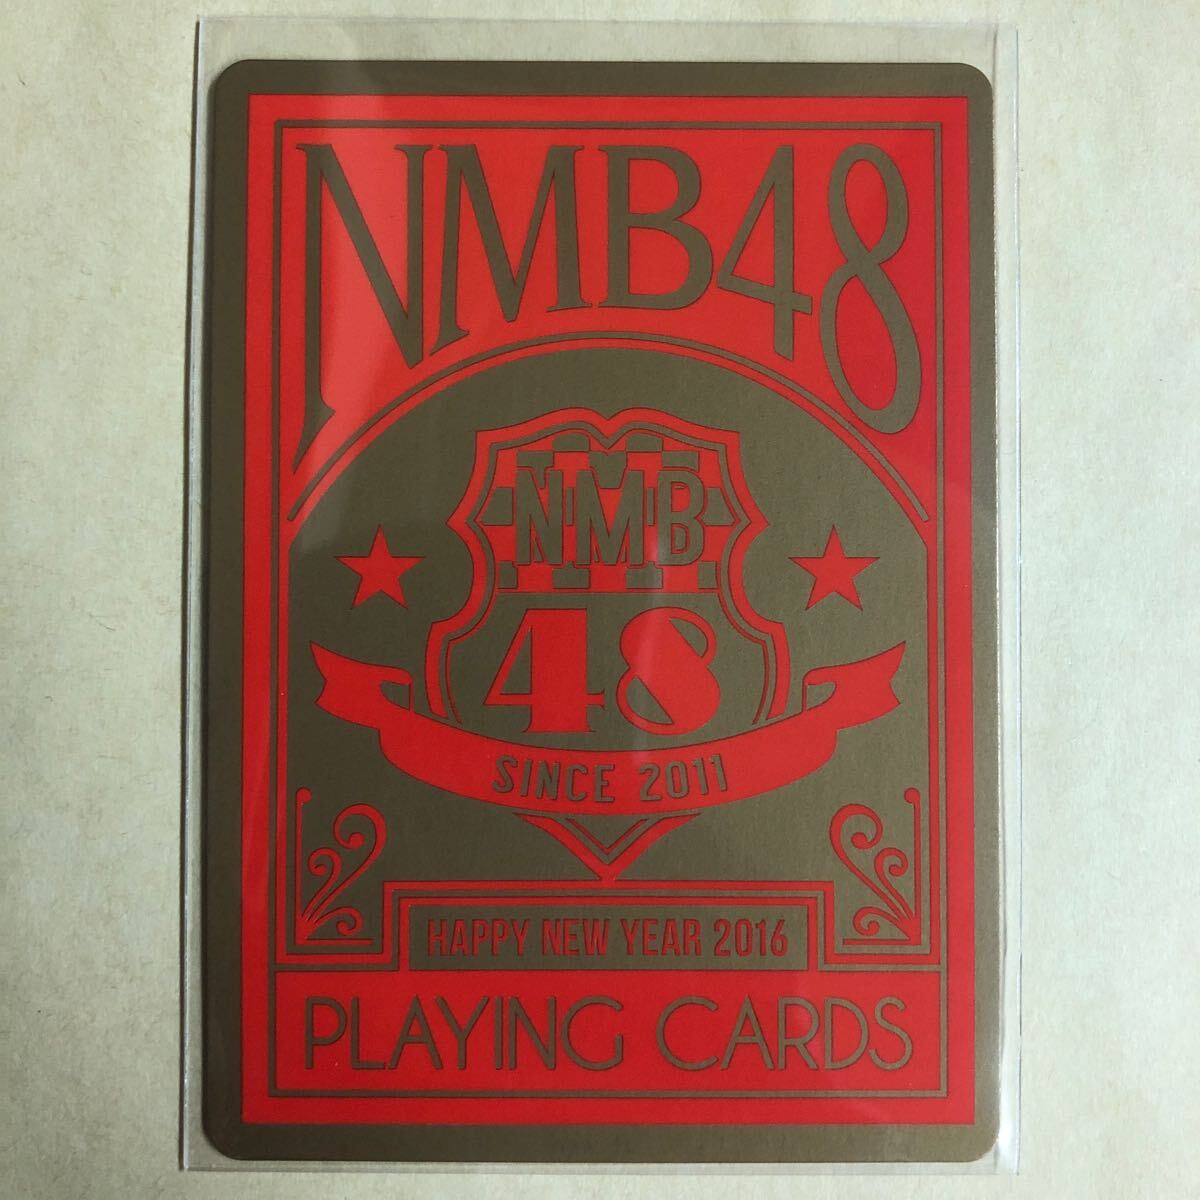 NMB48
NMB
48
SINCE 2011
HAPPY NEW YEAR 2016
PLAYING CARDS